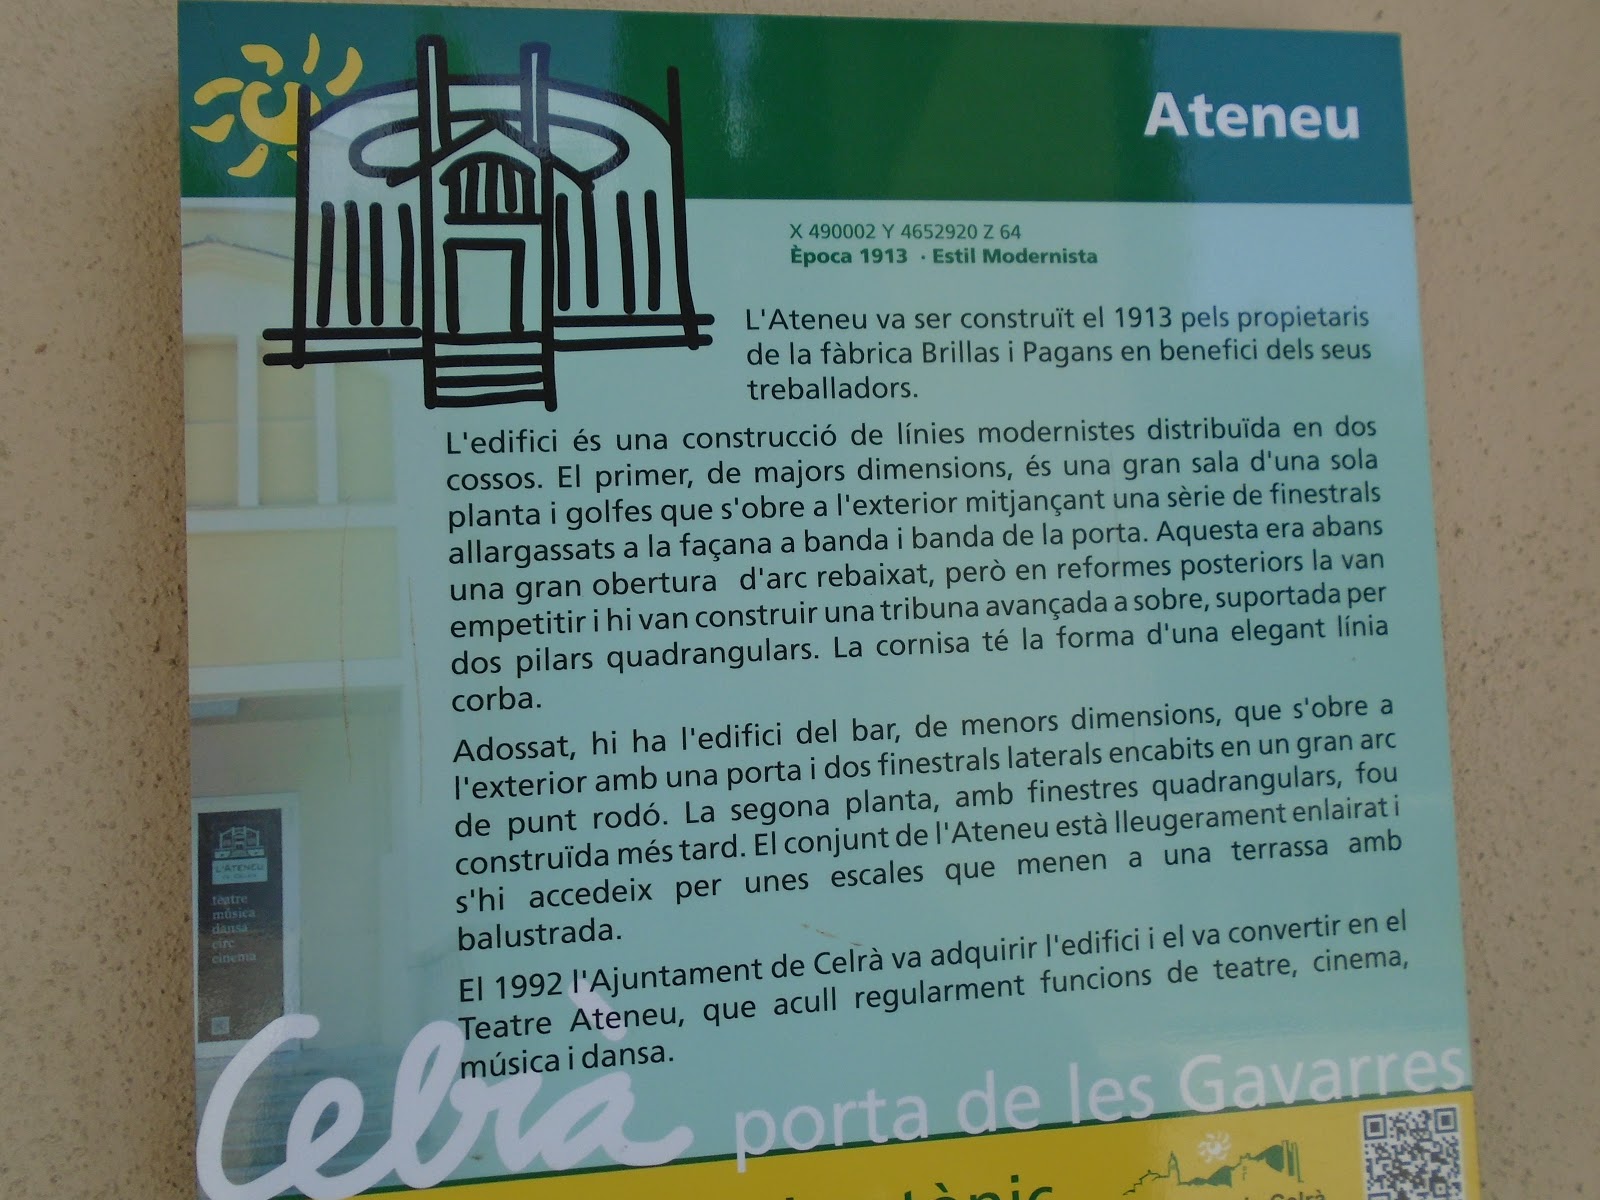 Ateneu
X 490002 Y 4652920 Z 64
Època 1913 · Estil Modernista
L'Ateneu va ser construït el 1913 pels propietaris
de la fàbrica Brillas i Pagans en benefici dels seus
treballadors.
L'edifici és una construcció de línies modernistes distribuïda en dos
cossos. El primer, de majors dimensions, és una gran sala d'una sola
planta i golfes que s'obre a l'exterior mitjançant una sèrie de finestrals
allargassats a la façana a banda i banda de la porta. Aquesta era abans
una gran obertura d'arc rebaixat, però en reformes posteriors la van
empetitir i hi van construir una tribuna avançada a sobre, suportada per
dos pilars quadrangulars. La cornisa té la forma d'una elegant línia
corba.
Adossat, hi ha l'edifici del bar, de menors dimensions, que s'obre a
l'exterior amb una porta i dos finestrals laterals encabits en un gran arc
de punt rodó. La segona planta, amb finestres quadrangulars, fou
construïda més tard. El conjunt de l'Ateneu està lleugerament enlairat i
s'hi accedeix per unes escales que menen a una terrassa amb
balustrada.
El 1992 l'Ajuntament de Celrà va adquirir l'edifici i el va convertir en el
Teatre Ateneu, que acull regularment funcions de teatre, cinema,
música i dansa.
L'ATENEU
teatre
música
dansa
circ
cinema
Celrà porta de les Gavarres